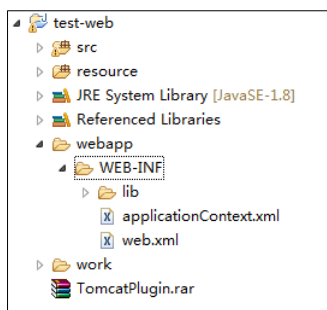 test-web
src
resource
JRE System Library [JavaSE-1.8]
Referenced Libraries
webapp
WEB-INF
lib
applicationContext.xml
web.xml
work
TomcatPlugin.rar